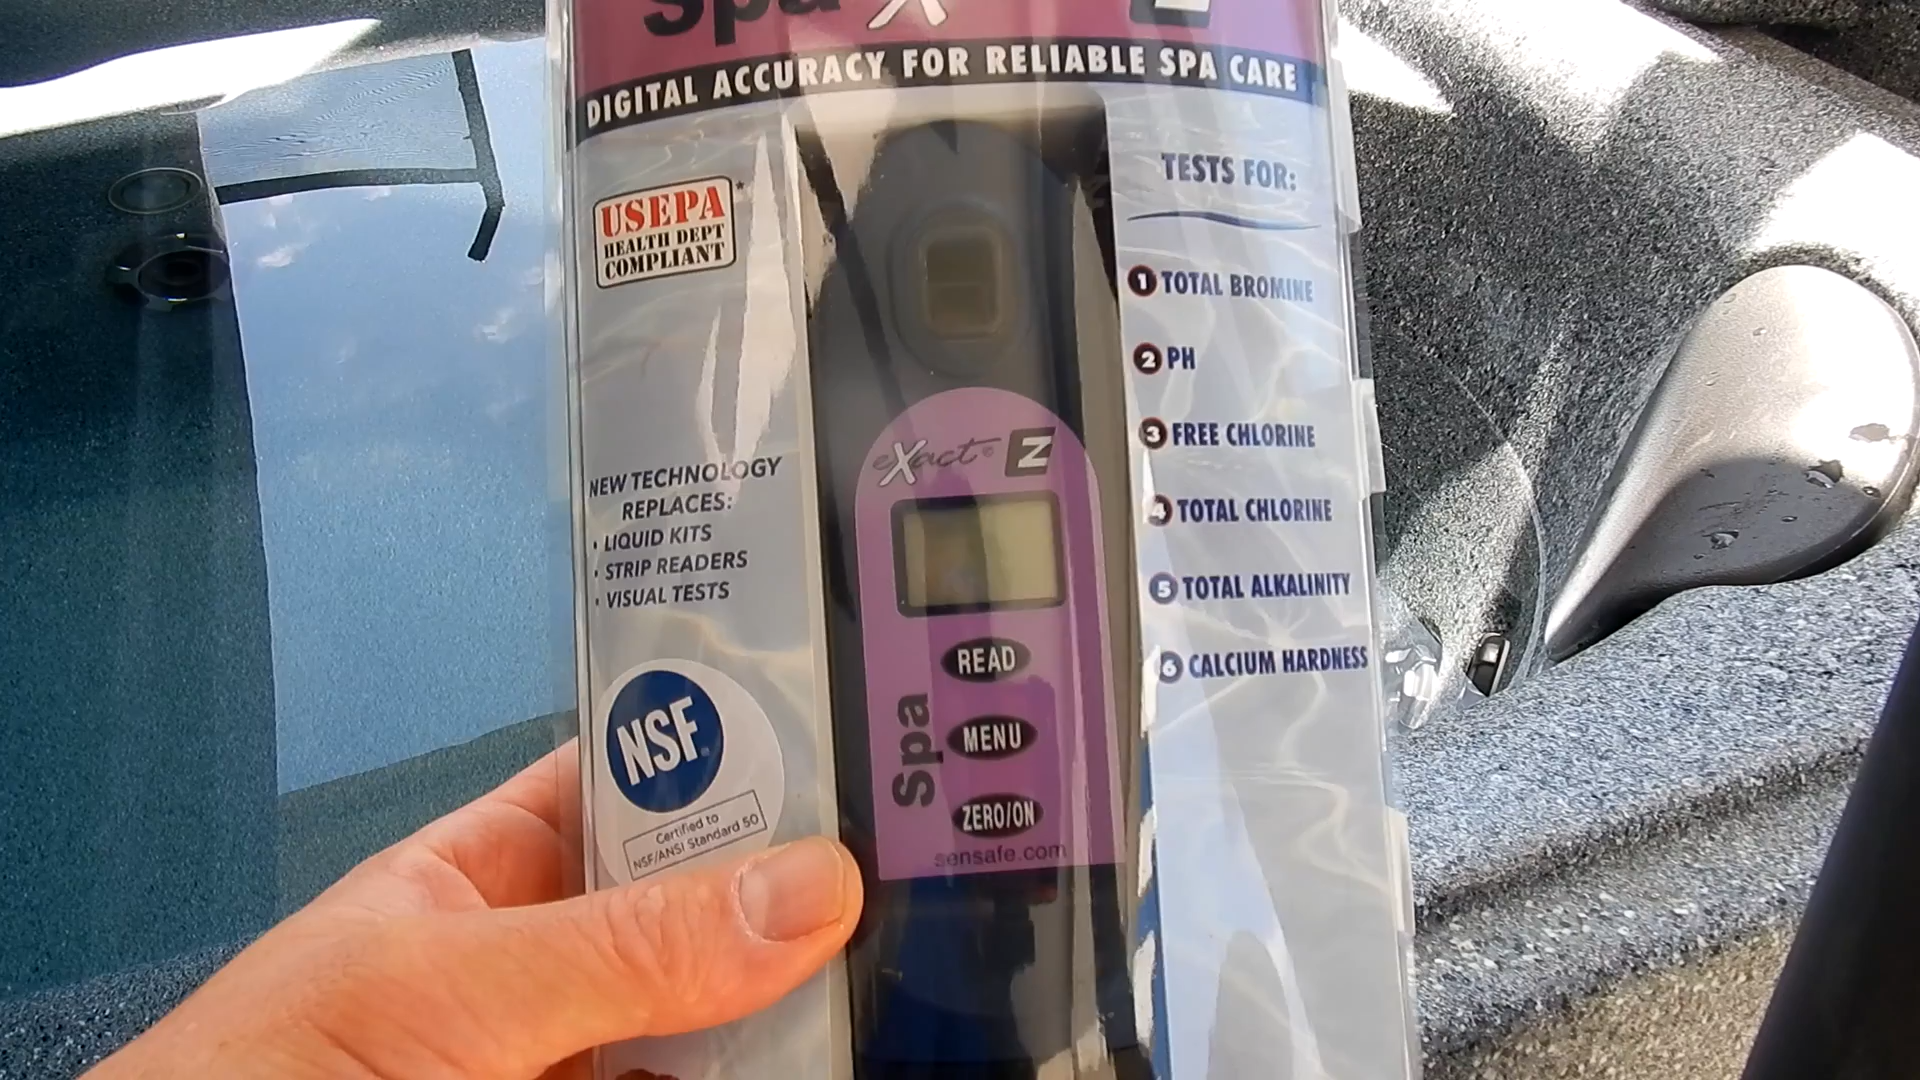 Spa X Z
DIGITAL ACCURACY FOR RELIABLE SPA CARE
USEPA*
HEALTH DEPT
COMPLIANT
NEW TECHNOLOGY
REPLACES:
• LIQUID KITS
• STRIP READERS
• VISUAL TESTS
NSF®
Certified to
NSF/ANSI Standard 50
eXact® Z
READ
MENU
ZERO/ON
Spa
sensafe.com
TESTS FOR:
1 TOTAL BROMINE
2 PH
3 FREE CHLORINE
4 TOTAL CHLORINE
5 TOTAL ALKALINITY
6 CALCIUM HARDNESS